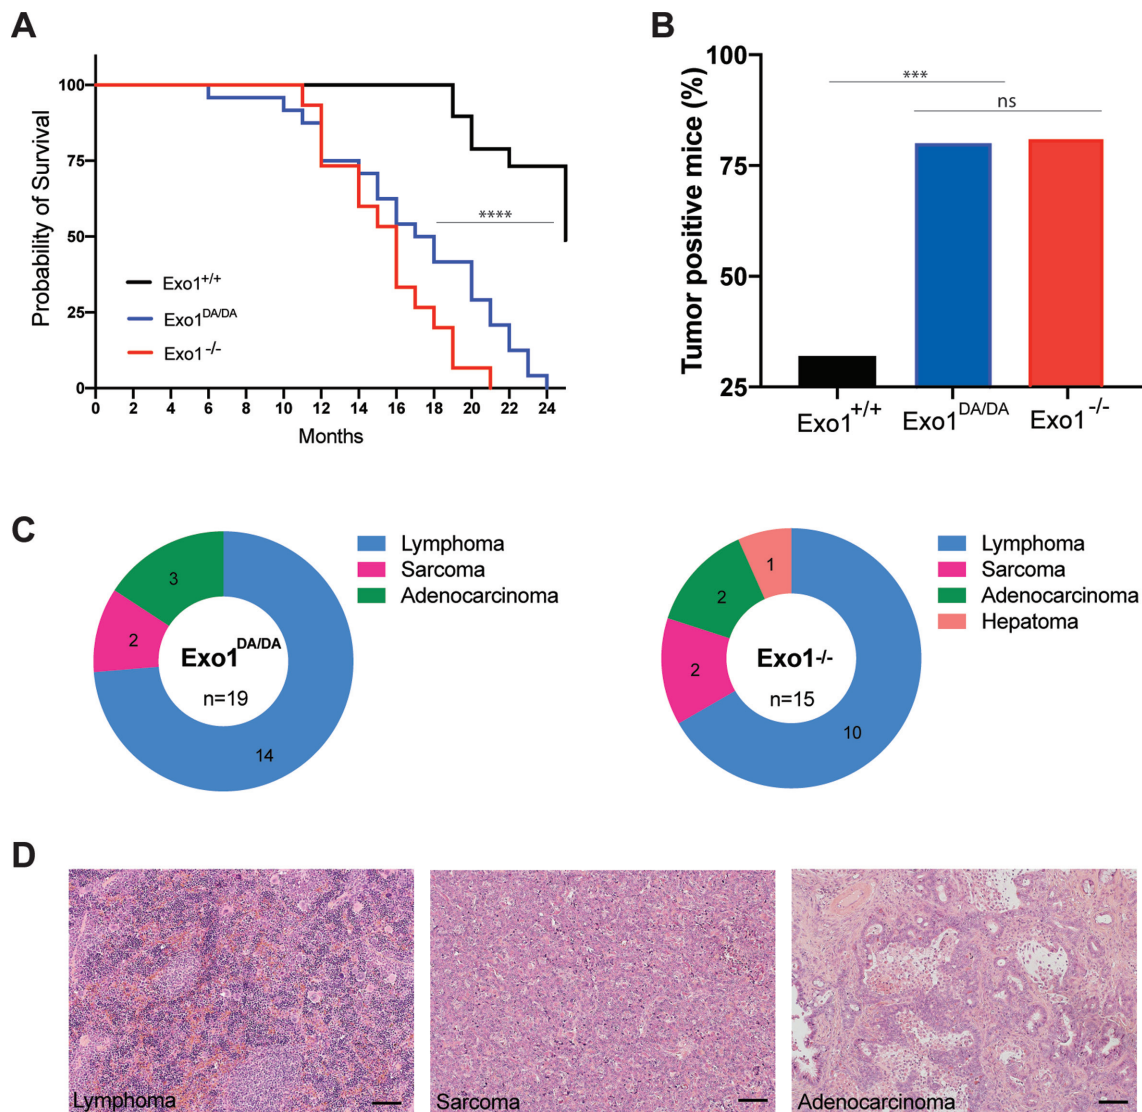 A
Probability of Survival
100
75
50
25
0
****
Exo1+/+
Exo1DA/DA
Exo1-/-
0 2 4 6 8 10 12 14 16 18 20 22 24
Months
B
Tumor positive mice (%)
100
75
50
25
***
ns
Exo1+/+ Exo1DA/DA Exo1-/-
C
3
2
14
Exo1DA/DA
n=19
Lymphoma
Sarcoma
Adenocarcinoma
1
2
2
10
Exo1-/-
n=15
Lymphoma
Sarcoma
Adenocarcinoma
Hepatoma
D
Lymphoma
Sarcoma
Adenocarcinoma